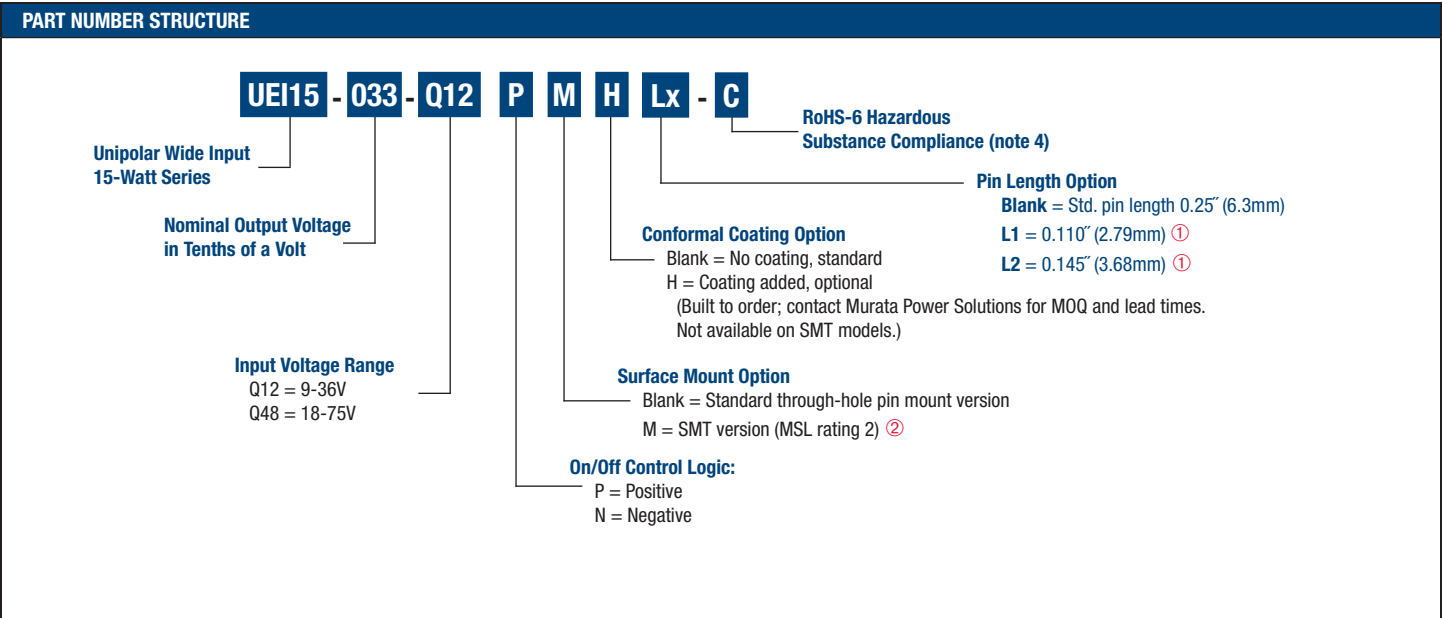 PART NUMBER STRUCTURE
UEI15 - 033 - Q12 P M H Lx - C
RoHS-6 Hazardous
Substance Compliance (note 4)
Unipolar Wide Input
15-Watt Series
Pin Length Option
Blank = Std. pin length 0.25˝ (6.3mm)
L1 = 0.110˝ (2.79mm) ①
L2 = 0.145˝ (3.68mm) ①
Nominal Output Voltage
in Tenths of a Volt
Conformal Coating Option
Blank = No coating, standard
H = Coating added, optional
(Built to order; contact Murata Power Solutions for MOQ and lead times.
Not available on SMT models.)
Input Voltage Range
Q12 = 9-36V
Q48 = 18-75V
Surface Mount Option
Blank = Standard through-hole pin mount version
M = SMT version (MSL rating 2) ②
On/Off Control Logic:
P = Positive
N = Negative